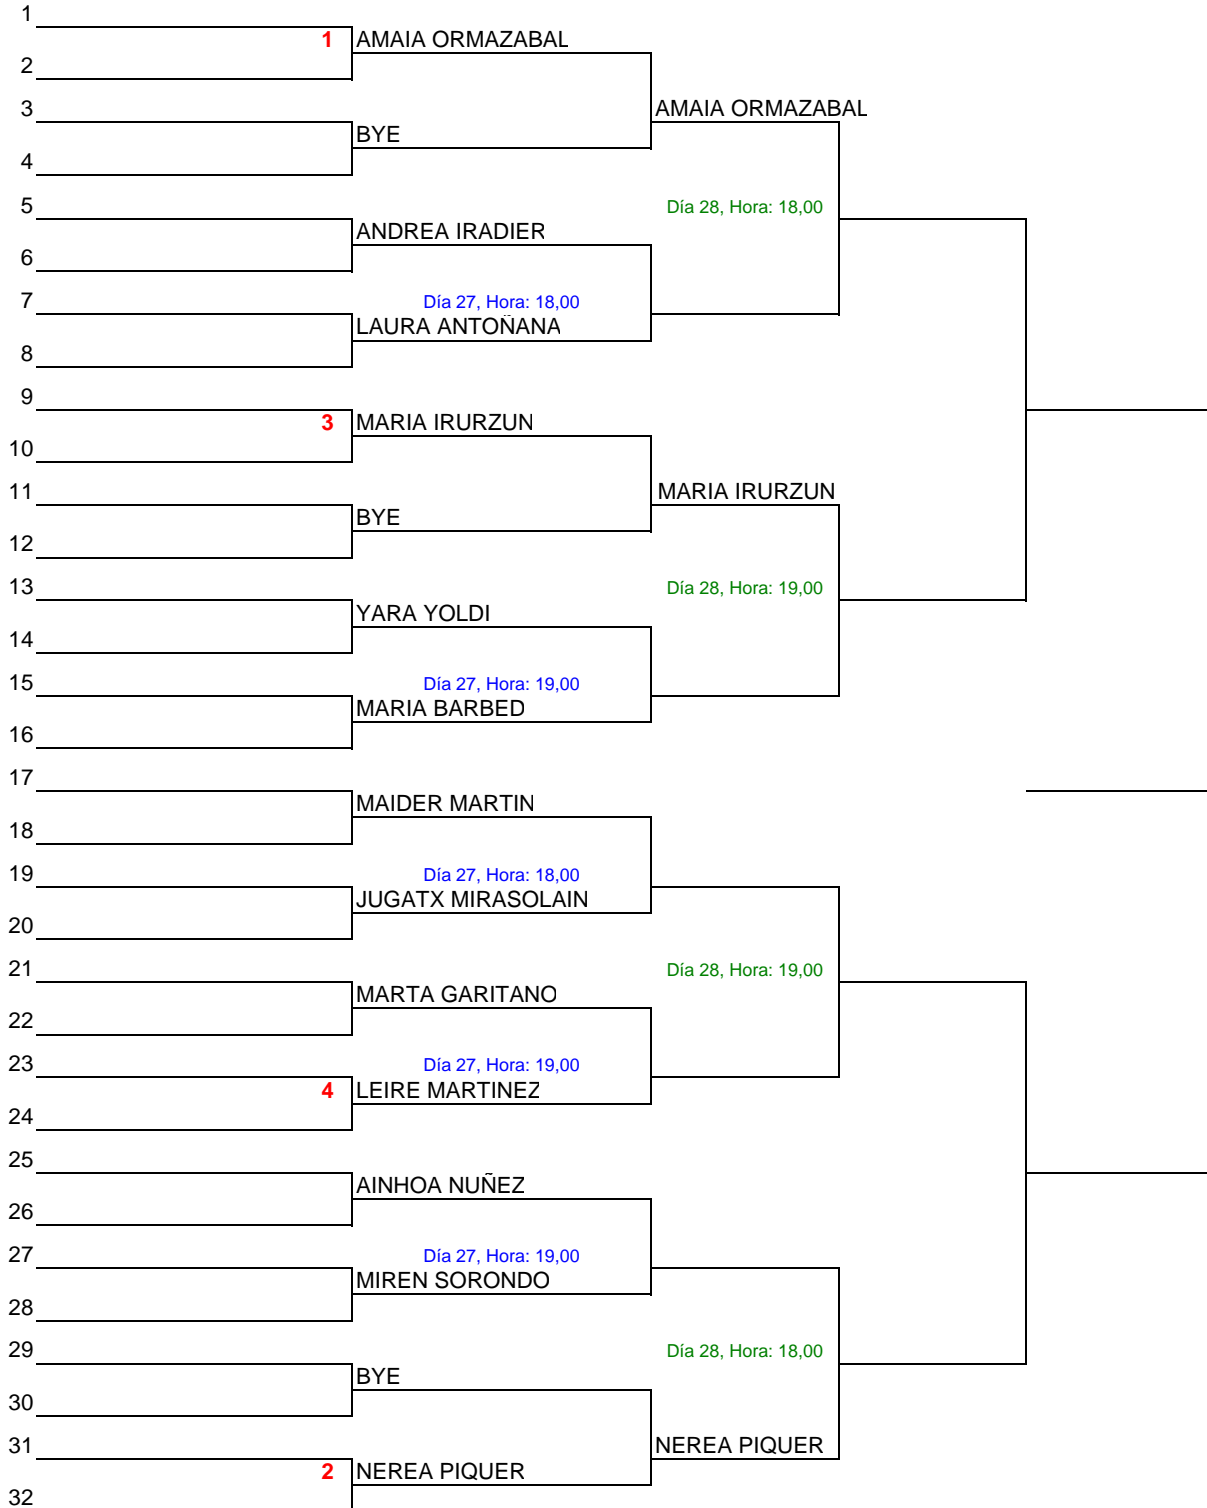 1
1 AMAIA ORMAZABAL
2
3 AMAIA ORMAZABAL
BYE
4
5 Día 28, Hora: 18,00
ANDREA IRADIER
6
7 Día 27, Hora: 18,00
LAURA ANTOÑANA
8
9
3 MARIA IRURZUN
10
11 MARIA IRURZUN
BYE
12
13 Día 28, Hora: 19,00
YARA YOLDI
14
15 Día 27, Hora: 19,00
MARIA BARBED
16
17
MAIDER MARTIN
18
19 Día 27, Hora: 18,00
JUGATX MIRASOLAIN
20
21 Día 28, Hora: 19,00
MARTA GARITANO
22
23 Día 27, Hora: 19,00
4 LEIRE MARTINEZ
24
25
AINHOA NUÑEZ
26
27 Día 27, Hora: 19,00
MIREN SORONDO
28
29 Día 28, Hora: 18,00
BYE
30
31 NEREA PIQUER
2 NEREA PIQUER
32